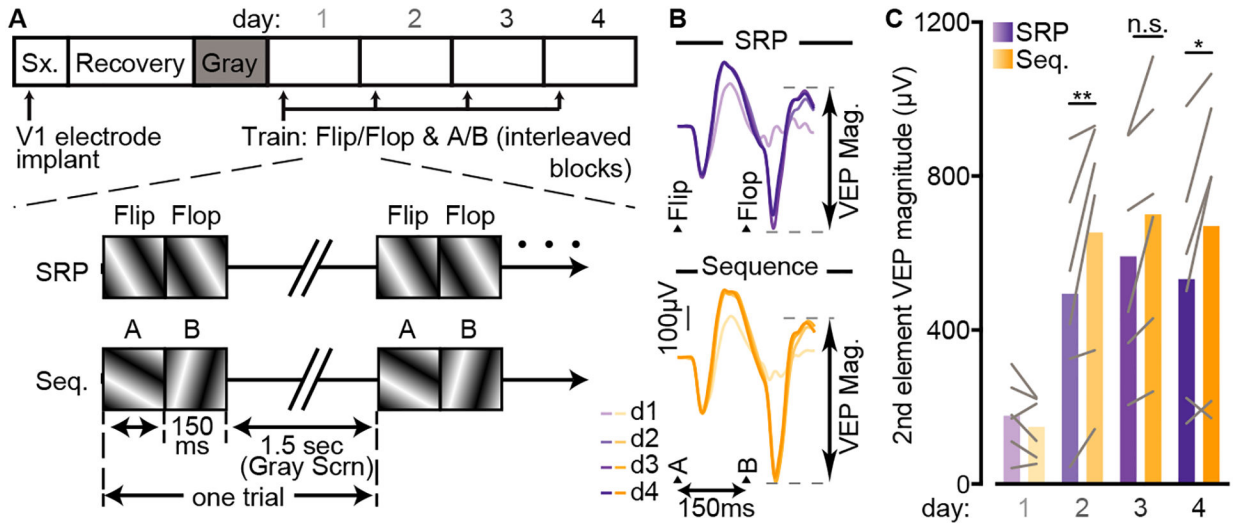 A
day: 1 2 3 4
Sx. Recovery Gray
V1 electrode
implant
Train: Flip/Flop & A/B (interleaved
blocks)
Flip Flop Flip Flop
SRP
A B A B
Seq.
150
ms
1.5 sec
(Gray Scrn)
one trial
B
SRP
Flip
Flop
VEP Mag.
Sequence
100µV
VEP Mag.
d1
d2
d3
d4
A
B
150ms
C
SRP
Seq.
2nd element VEP magnitude (µV)
1200
800
400
0
**
n.s.
*
day: 1 2 3 4